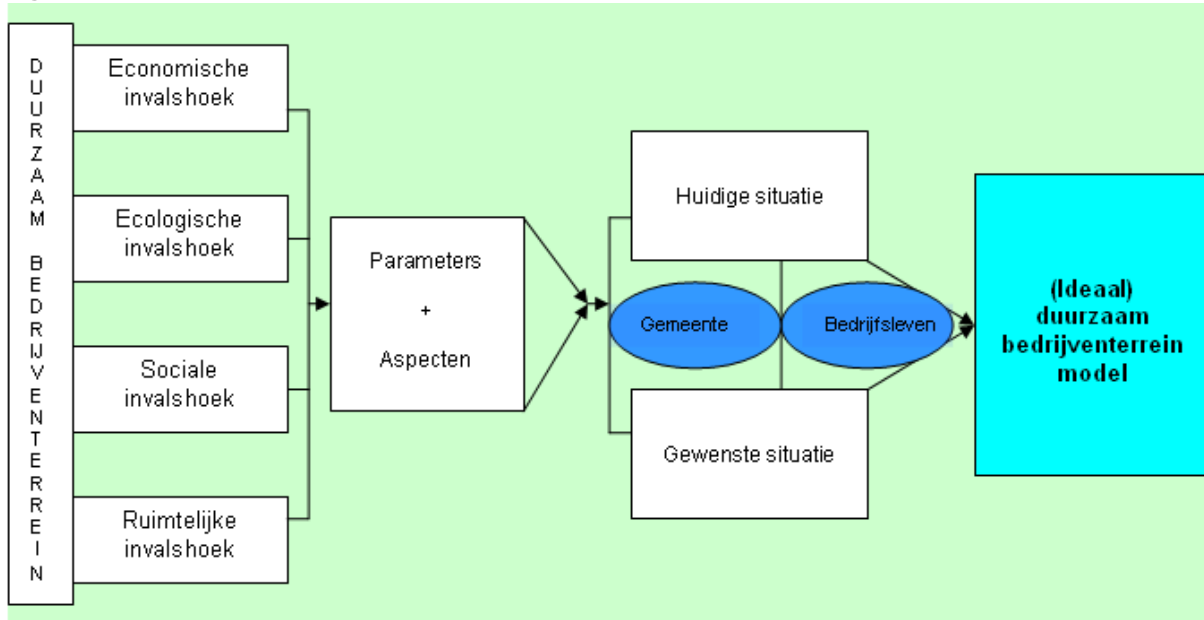 DUURZAAM BEDRIJVENTERREIN
Economische
invalshoek
Ecologische
invalshoek
Sociale
invalshoek
Ruimtelijke
invalshoek
Parameters
+
Aspecten
Huidige situatie
Gemeente
Bedrijfsleven
Gewenste situatie
(Ideaal)
duurzaam
bedrijventerrein
model